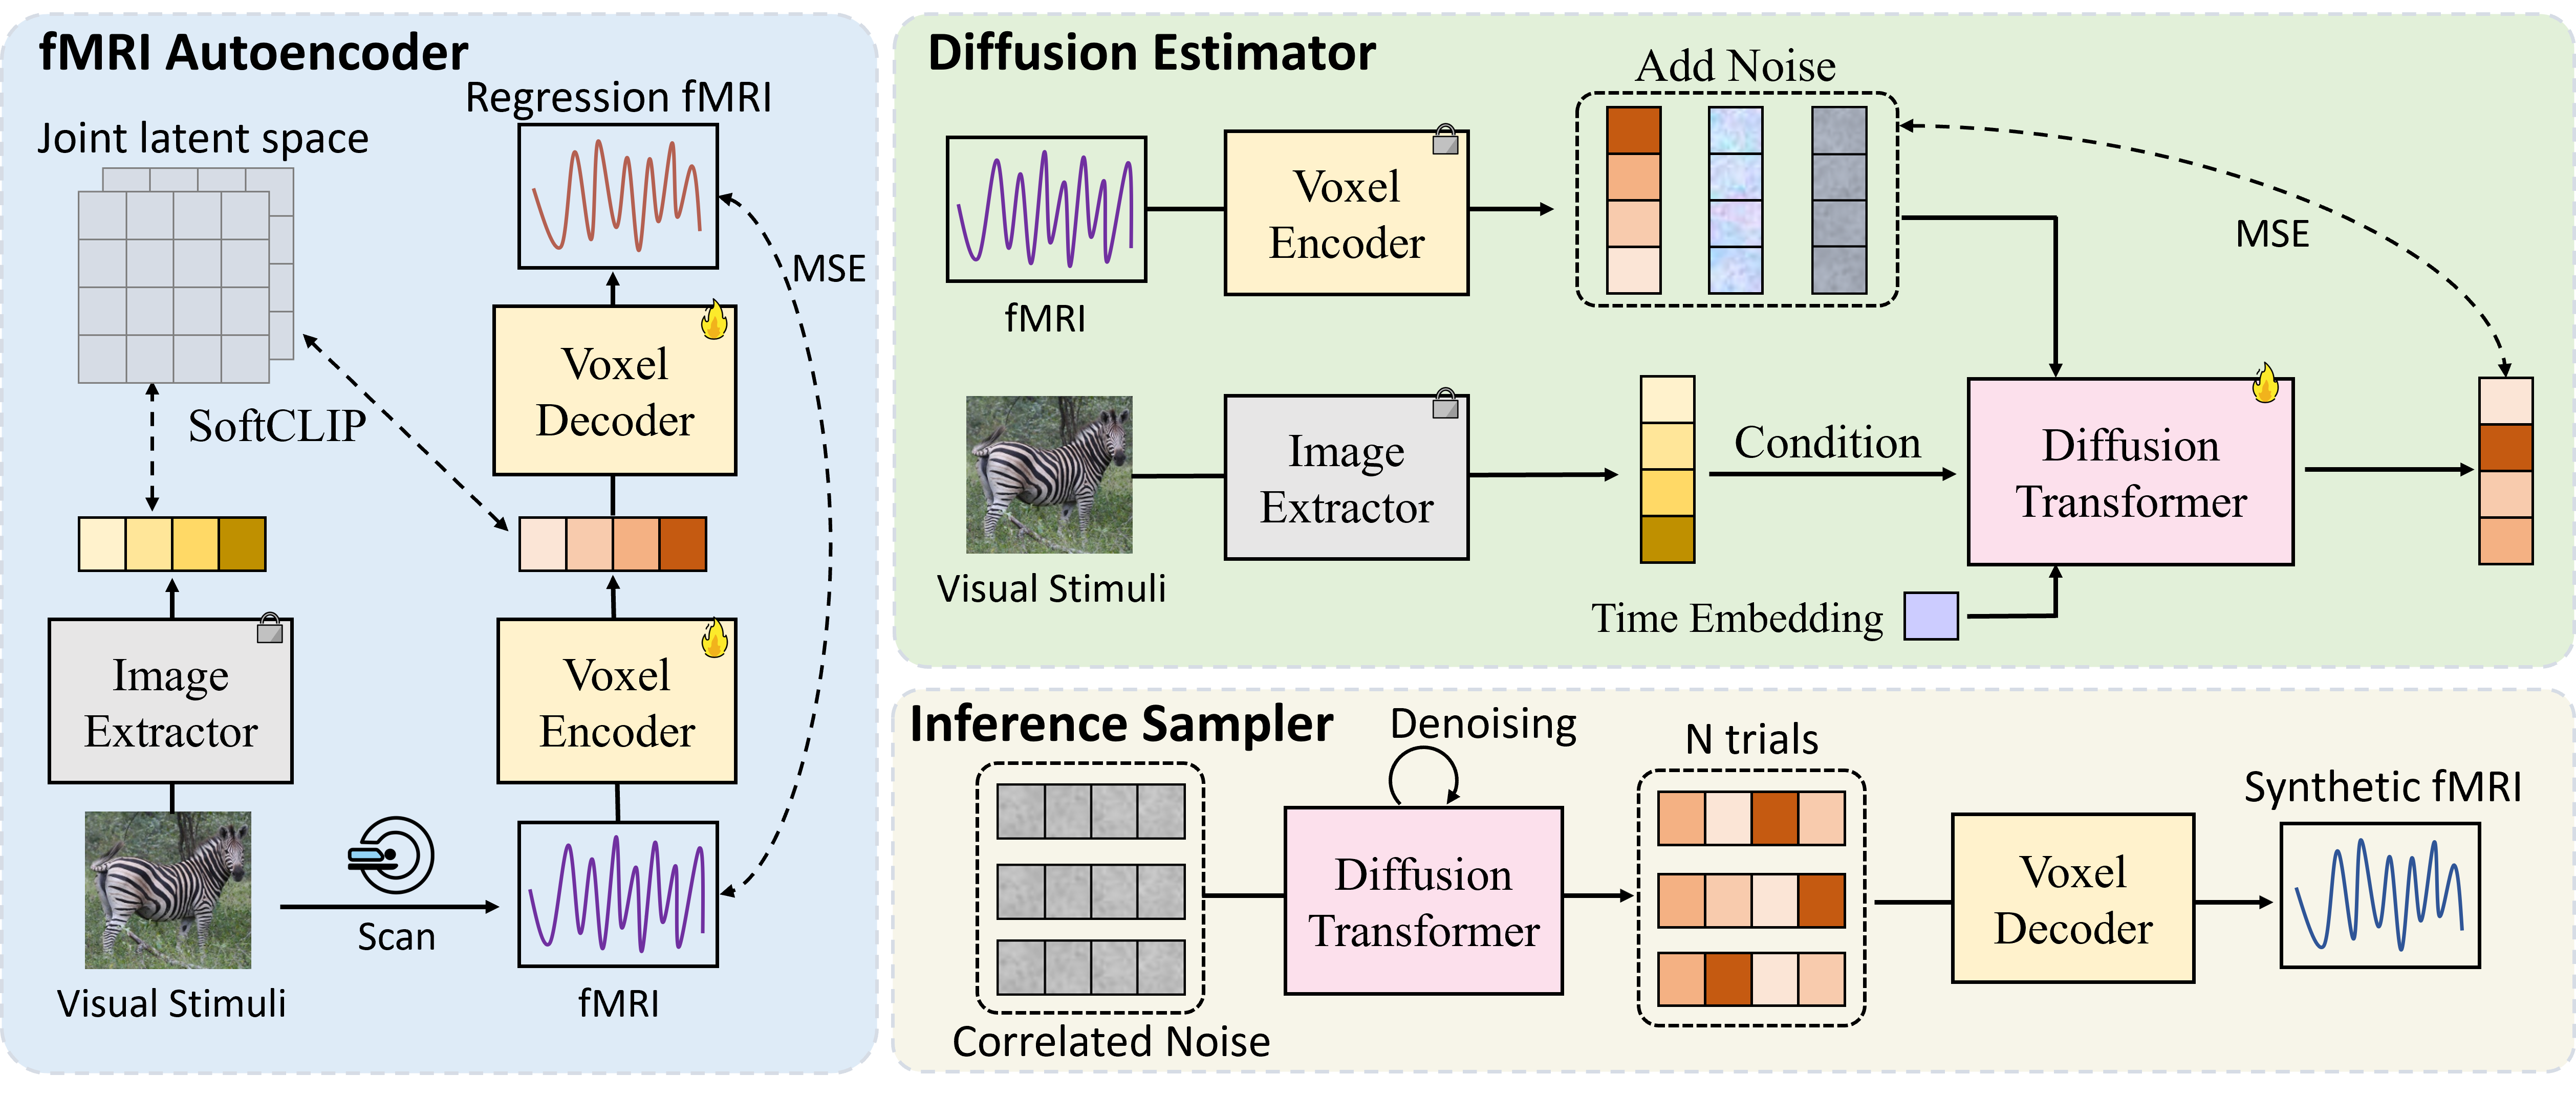 fMRI Autoencoder
Regression fMRI
Joint latent space
MSE
Voxel
Decoder
SoftCLIP
Image
Extractor
Voxel
Encoder
Scan
Visual Stimuli
fMRI
Diffusion Estimator
Add Noise
Voxel
Encoder
fMRI
MSE
Image
Extractor
Condition
Diffusion
Transformer
Visual Stimuli
Time Embedding
Inference Sampler
Denoising
N trials
Synthetic fMRI
Diffusion
Transformer
Voxel
Decoder
Correlated Noise